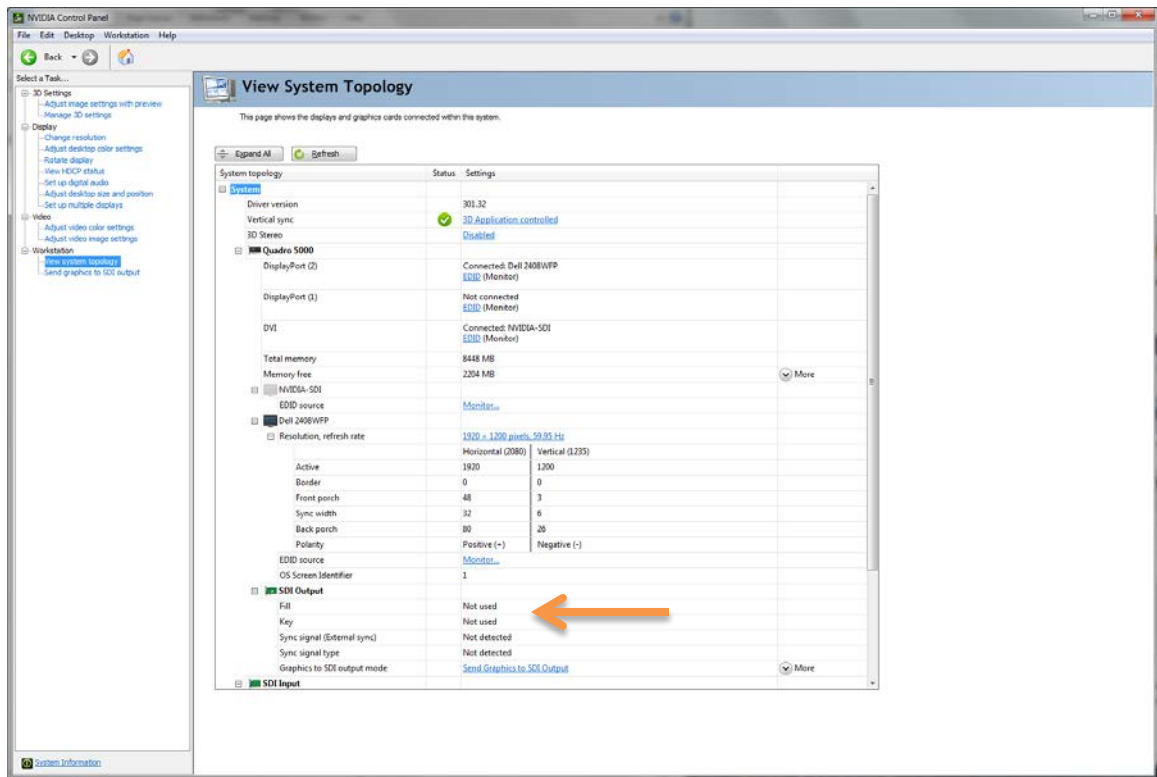 NVIDIA Control Panel
File Edit Desktop Workstation Help
Back
Select a Task...
3D Settings
Adjust image settings with preview
Manage 3D settings
Display
Change resolution
Adjust desktop color settings
Rotate display
View HDCP status
Set up digital audio
Adjust desktop size and position
Set up multiple displays
Video
Adjust video color settings
Adjust video image settings
Workstation
View system topology
Send graphics to SDI output
System Information
View System Topology
This page shows the displays and graphics cards connected within this system.
Expand All Refresh
System topology Status Settings
System
Driver version 301.32
Vertical sync 3D Application controlled
3D Stereo Disabled
Quadro 5000
DisplayPort (2) Connected: Dell 2408WFP
EDID (Monitor)
DisplayPort (1) Not connected
EDID (Monitor)
DVI Connected: NVIDIA-SDI
EDID (Monitor)
Total memory 8448 MB
Memory free 2204 MB More
NVIDIA-SDI
EDID source Monitor...
Dell 2408WFP
Resolution, refresh rate 1920 × 1200 pixels, 59.95 Hz
Horizontal (2080) Vertical (1235)
Active 1920 1200
Border 0 0
Front porch 48 3
Sync width 32 6
Back porch 80 26
Polarity Positive (+) Negative (-)
EDID source Monitor...
OS Screen Identifier 1
SDI Output
Fill Not used
Key Not used
Sync signal (External sync) Not detected
Sync signal type Not detected
Graphics to SDI output mode Send Graphics to SDI Output More
SDI Input